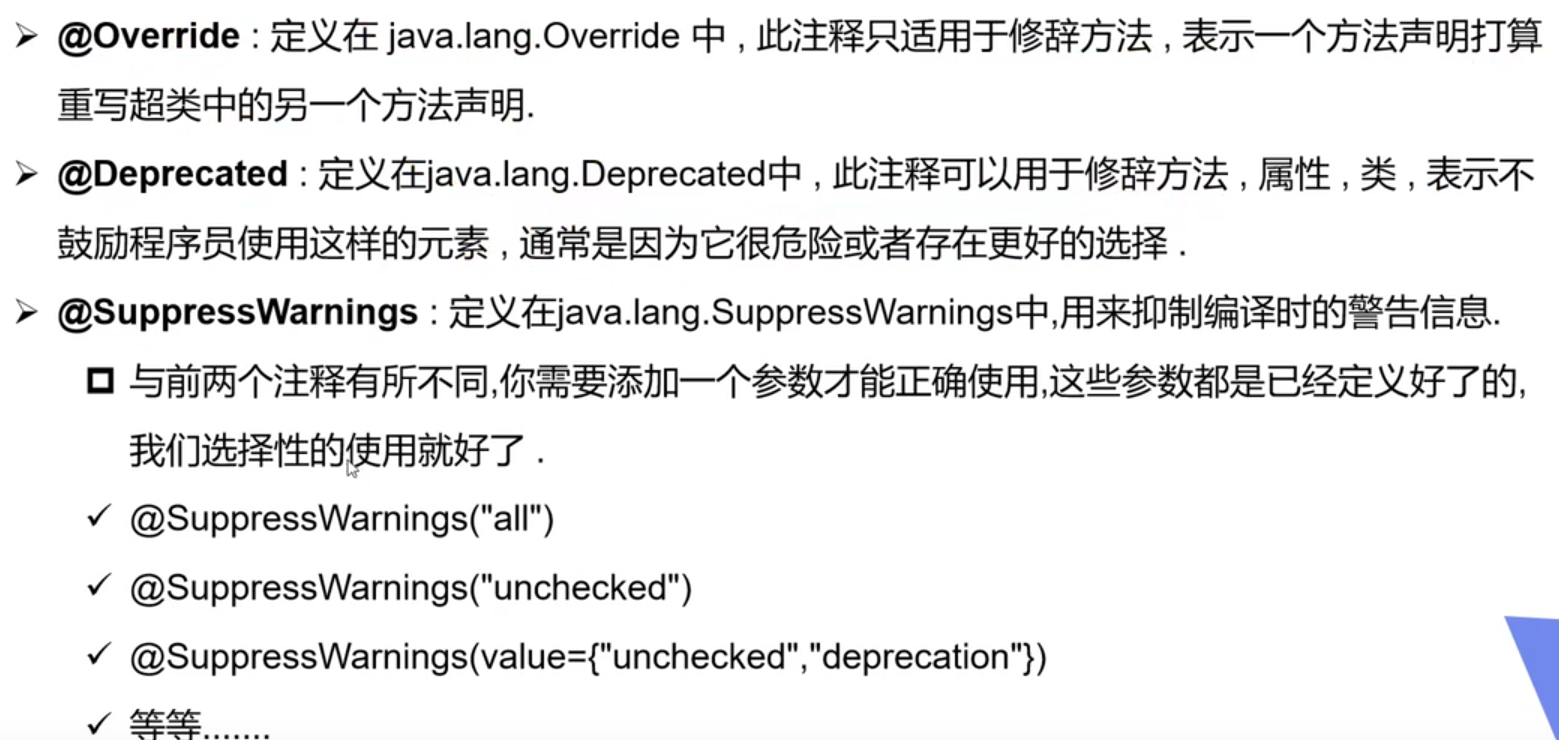 @Override : 定义在 java.lang.Override 中 , 此注释只适用于修辞方法 , 表示一个方法声明打算
重写超类中的另一个方法声明.
@Deprecated : 定义在java.lang.Deprecated中 , 此注释可以用于修辞方法 , 属性 , 类 , 表示不
鼓励程序员使用这样的元素 , 通常是因为它很危险或者存在更好的选择 .
@SuppressWarnings : 定义在java.lang.SuppressWarnings中,用来抑制编译时的警告信息.
与前两个注释有所不同,你需要添加一个参数才能正确使用,这些参数都是已经定义好了的,
我们选择性的使用就好了 .
@SuppressWarnings("all")
@SuppressWarnings("unchecked")
@SuppressWarnings(value={"unchecked","deprecation"})
等等.......